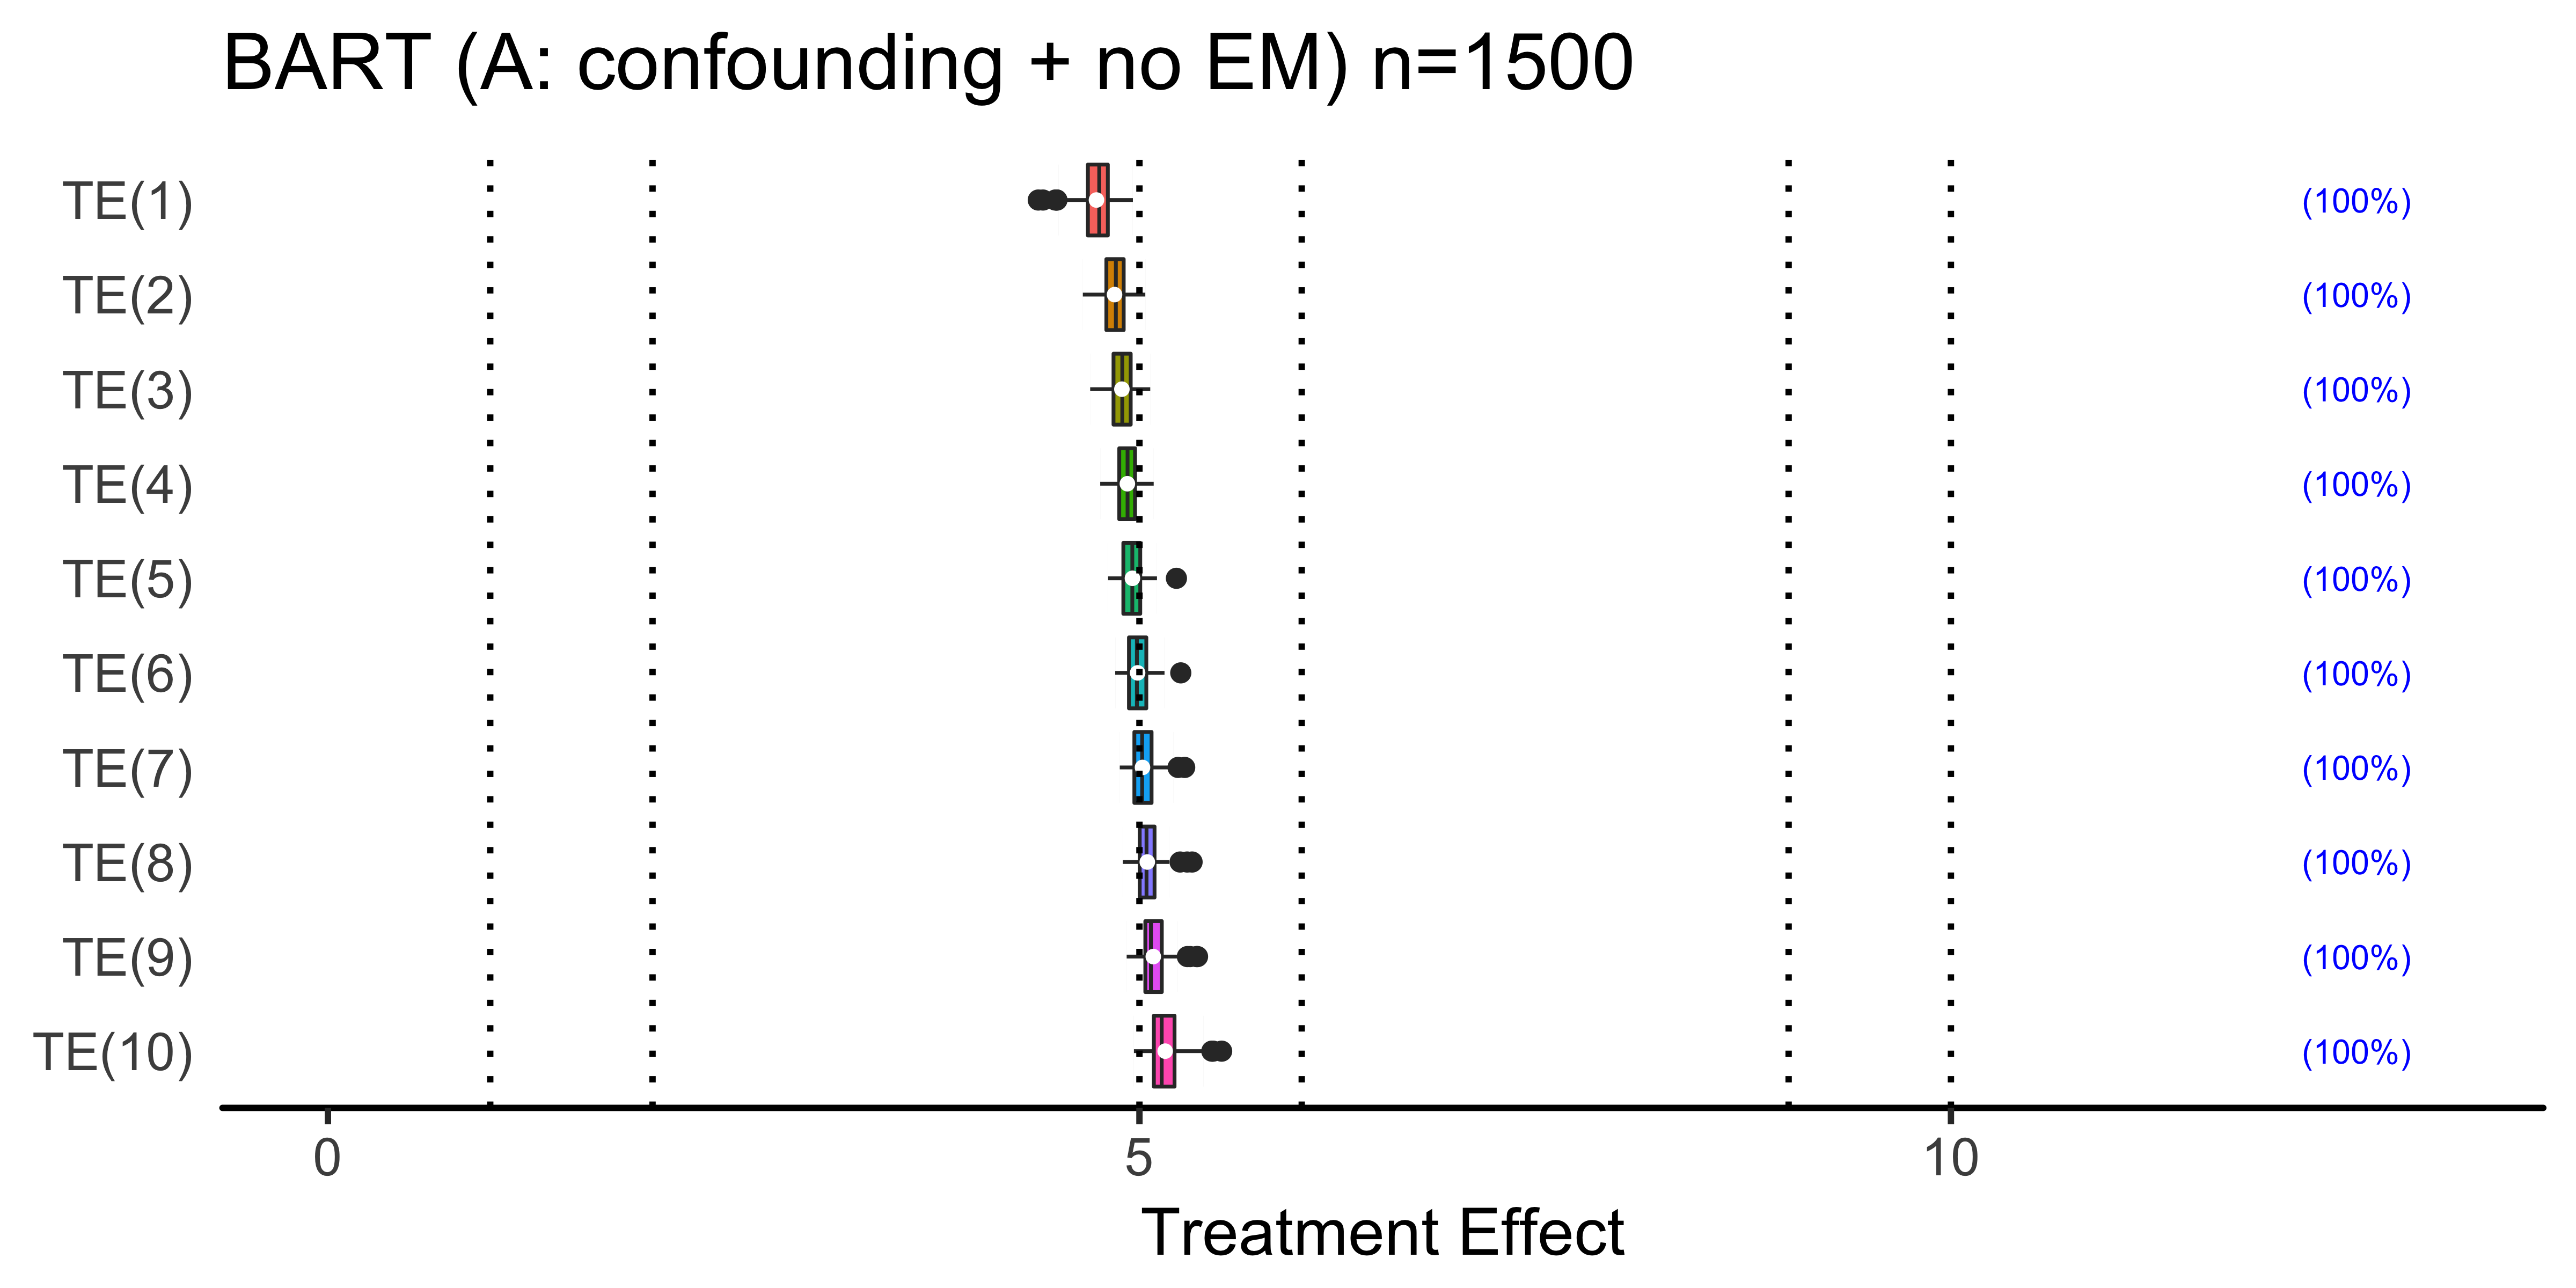 BART (A: confounding + no EM) n=1500
TE(1) (100%)
TE(2) (100%)
TE(3) (100%)
TE(4) (100%)
TE(5) (100%)
TE(6) (100%)
TE(7) (100%)
TE(8) (100%)
TE(9) (100%)
TE(10) (100%)
0 5 10
Treatment Effect